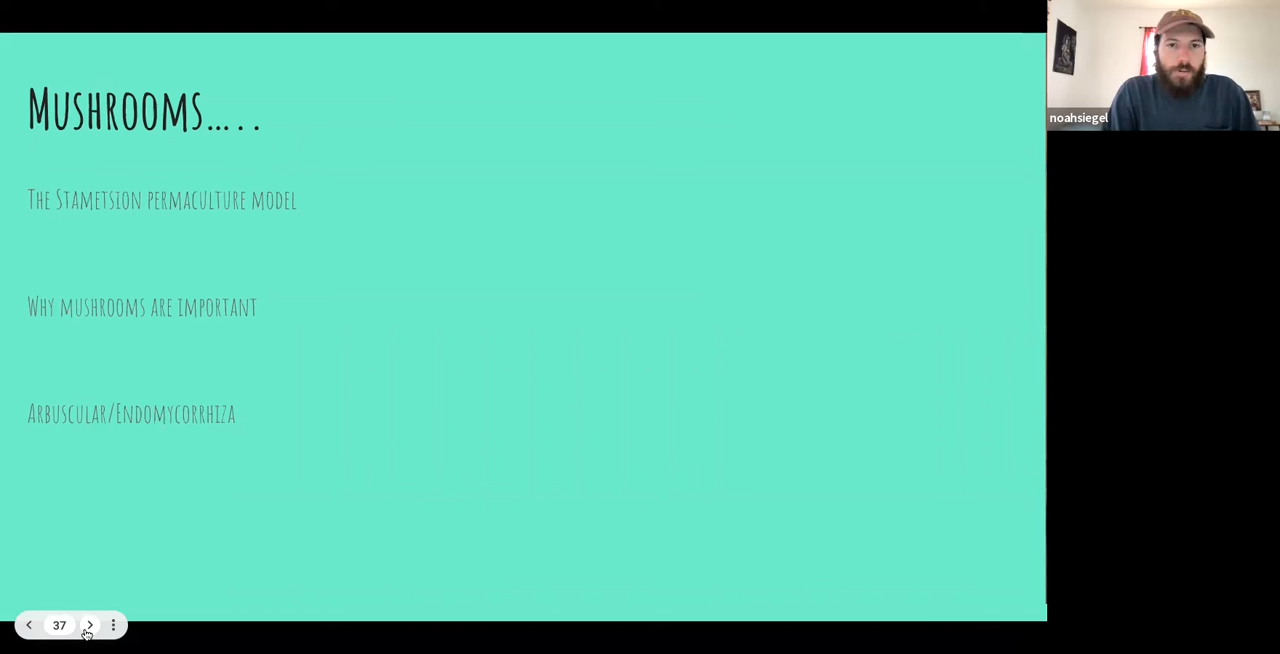 Mushrooms.....
The Stametsion permaculture model
Why mushrooms are important
Arbuscular/Endomycorrhiza
noahsiegel
37